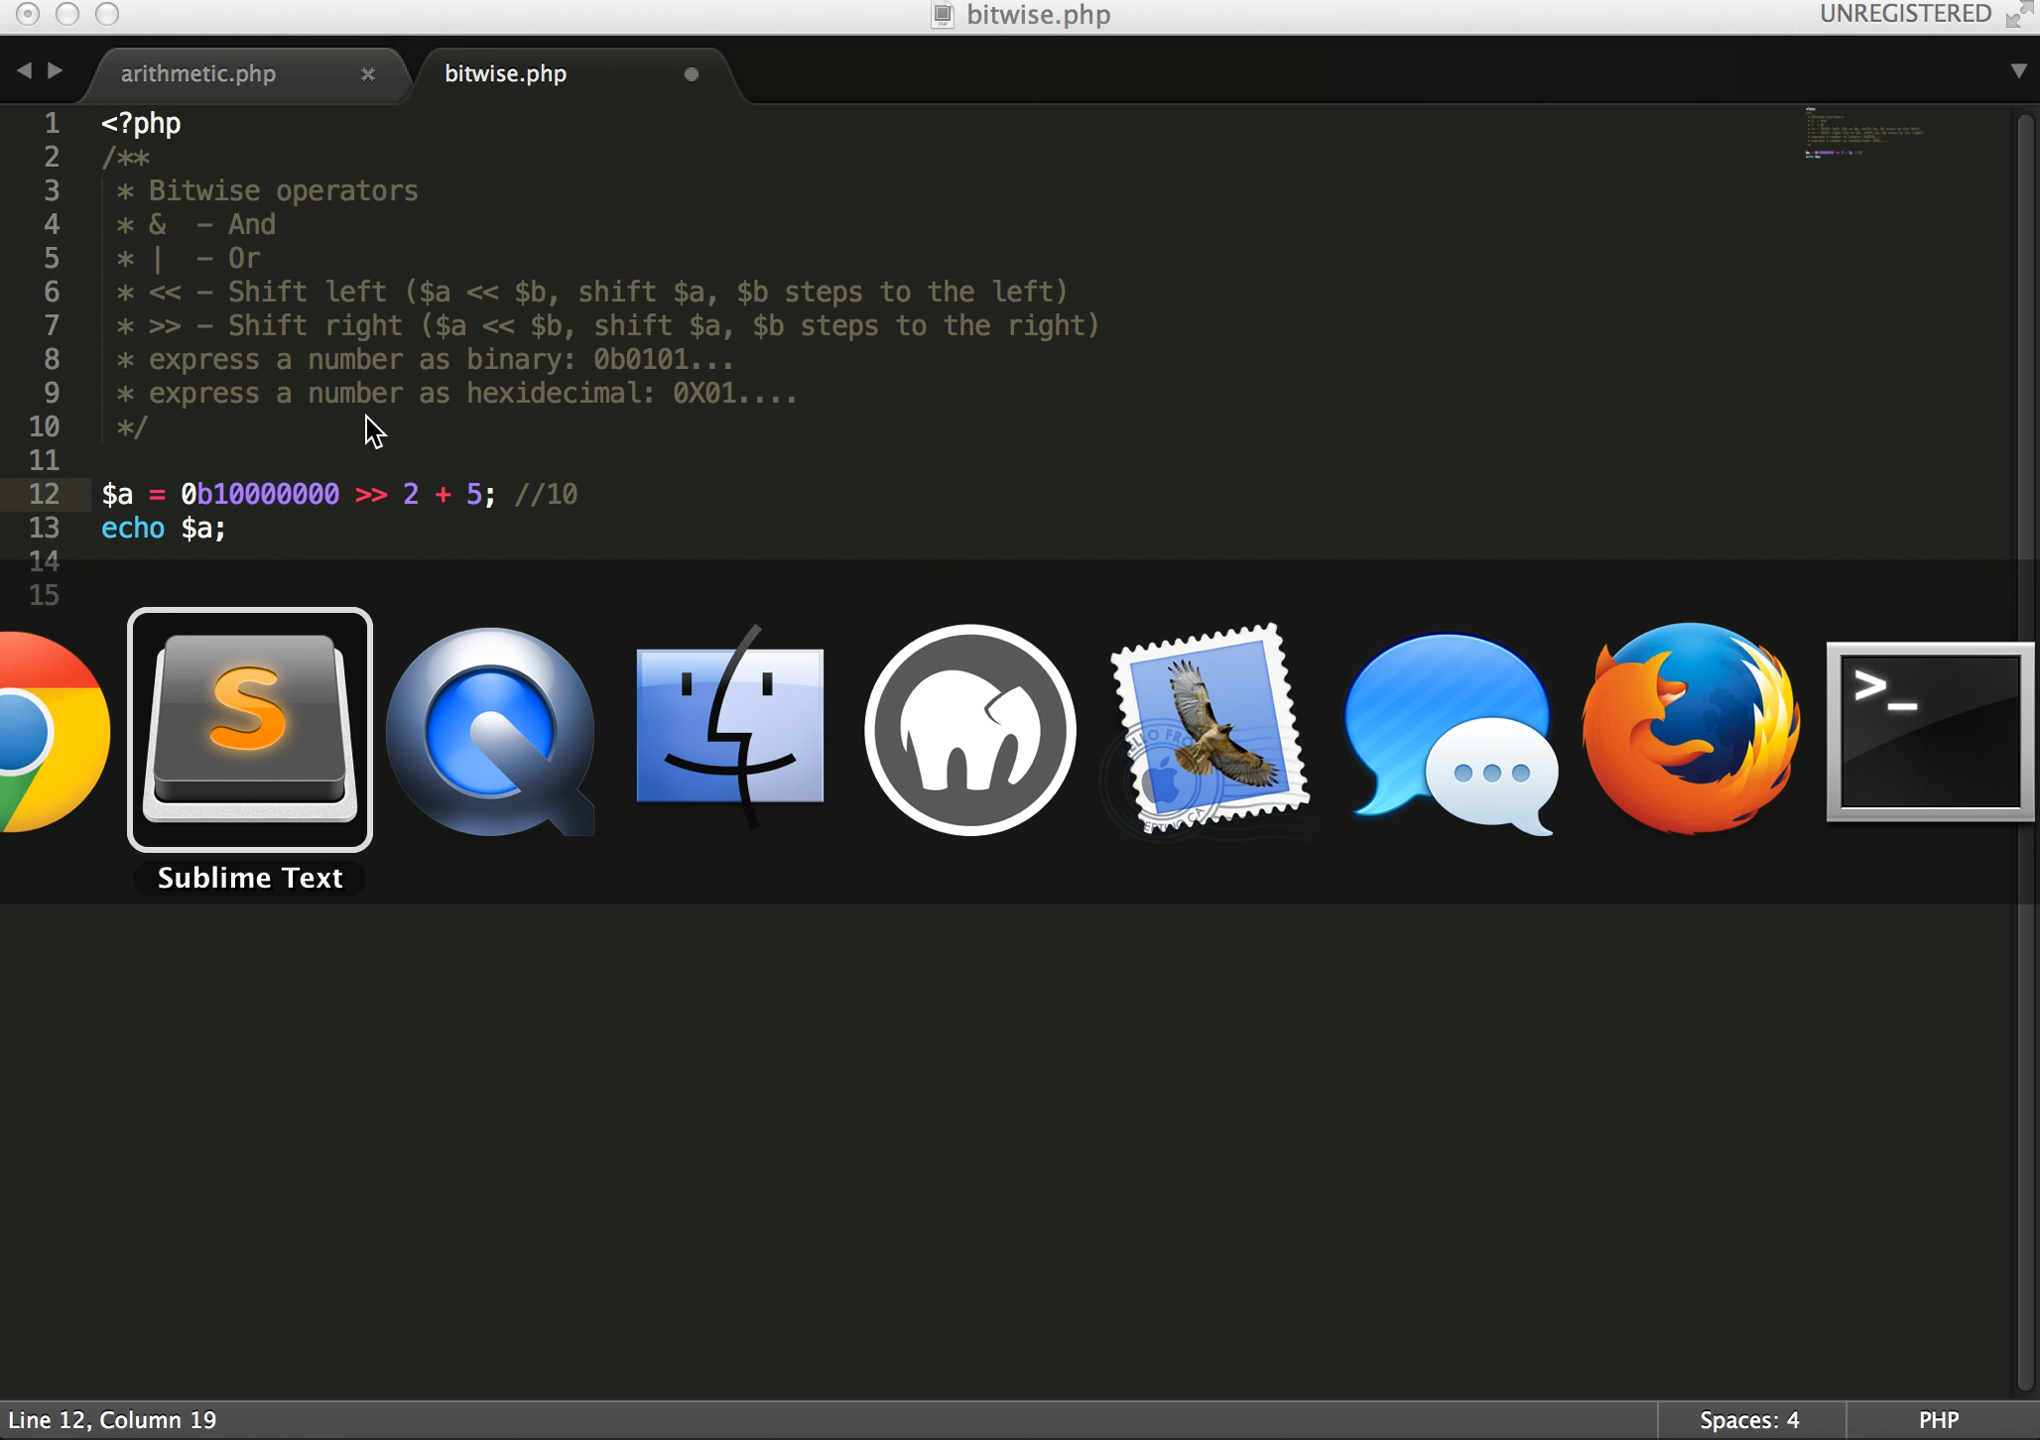 bitwise.php
UNREGISTERED
arithmetic.php
bitwise.php
1 <?php
2 /**
3 * Bitwise operators
4 * & - And
5 * | - Or
6 * << - Shift left ($a << $b, shift $a, $b steps to the left)
7 * >> - Shift right ($a << $b, shift $a, $b steps to the right)
8 * express a number as binary: 0b0101...
9 * express a number as hexidecimal: 0X01....
10 */
11
12 $a = 0b10000000 >> 2 + 5; //10
13 echo $a;
14
15
>_
Sublime Text
Line 12, Column 19
Spaces: 4
PHP